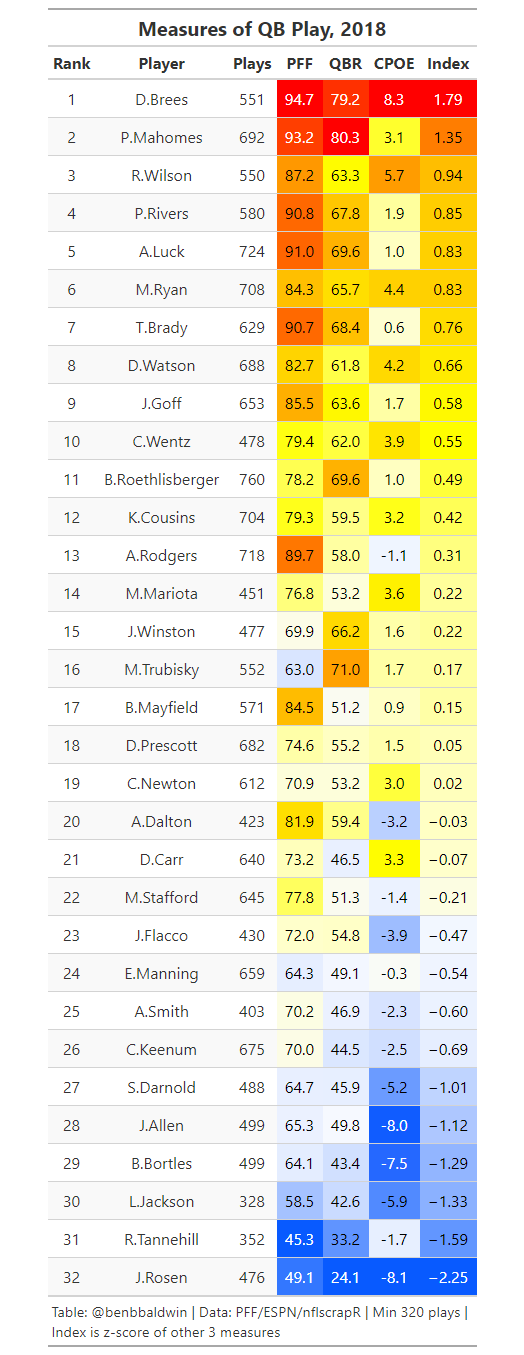 Measures of QB Play, 2018
Rank Player Plays PFF QBR CPOE Index
1 D.Brees 551 94.7 79.2 8.3 1.79
2 P.Mahomes 692 93.2 80.3 3.1 1.35
3 R.Wilson 550 87.2 63.3 5.7 0.94
4 P.Rivers 580 90.8 67.8 1.9 0.85
5 A.Luck 724 91.0 69.6 1.0 0.83
6 M.Ryan 708 84.3 65.7 4.4 0.83
7 T.Brady 629 90.7 68.4 0.6 0.76
8 D.Watson 688 82.7 61.8 4.2 0.66
9 J.Goff 653 85.5 63.6 1.7 0.58
10 C.Wentz 478 79.4 62.0 3.9 0.55
11 B.Roethlisberger 760 78.2 69.6 1.0 0.49
12 K.Cousins 704 79.3 59.5 3.2 0.42
13 A.Rodgers 718 89.7 58.0 -1.1 0.31
14 M.Mariota 451 76.8 53.2 3.6 0.22
15 J.Winston 477 69.9 66.2 1.6 0.22
16 M.Trubisky 552 63.0 71.0 1.7 0.17
17 B.Mayfield 571 84.5 51.2 0.9 0.15
18 D.Prescott 682 74.6 55.2 1.5 0.05
19 C.Newton 612 70.9 53.2 3.0 0.02
20 A.Dalton 423 81.9 59.4 -3.2 −0.03
21 D.Carr 640 73.2 46.5 3.3 −0.07
22 M.Stafford 645 77.8 51.3 -1.4 −0.21
23 J.Flacco 430 72.0 54.8 -3.9 −0.47
24 E.Manning 659 64.3 49.1 -0.3 −0.54
25 A.Smith 403 70.2 46.9 -2.3 −0.60
26 C.Keenum 675 70.0 44.5 -2.5 −0.69
27 S.Darnold 488 64.7 45.9 -5.2 −1.01
28 J.Allen 499 65.3 49.8 -8.0 −1.12
29 B.Bortles 499 64.1 43.4 -7.5 −1.29
30 L.Jackson 328 58.5 42.6 -5.9 −1.33
31 R.Tannehill 352 45.3 33.2 -1.7 −1.59
32 J.Rosen 476 49.1 24.1 -8.1 −2.25
Table: @benbbaldwin | Data: PFF/ESPN/nflscrapR | Min 320 plays |
Index is z-score of other 3 measures